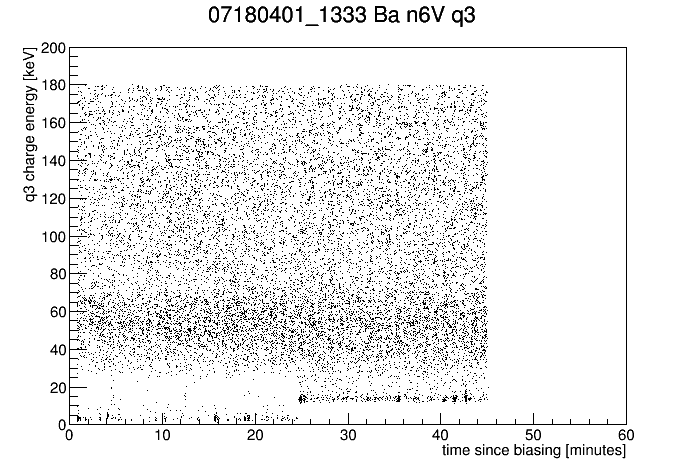 07180401_1333 Ba n6V q3
q3 charge energy [keV]
200
180
160
140
120
100
80
60
40
20
0
0 10 20 30 40 50 60
time since biasing [minutes]